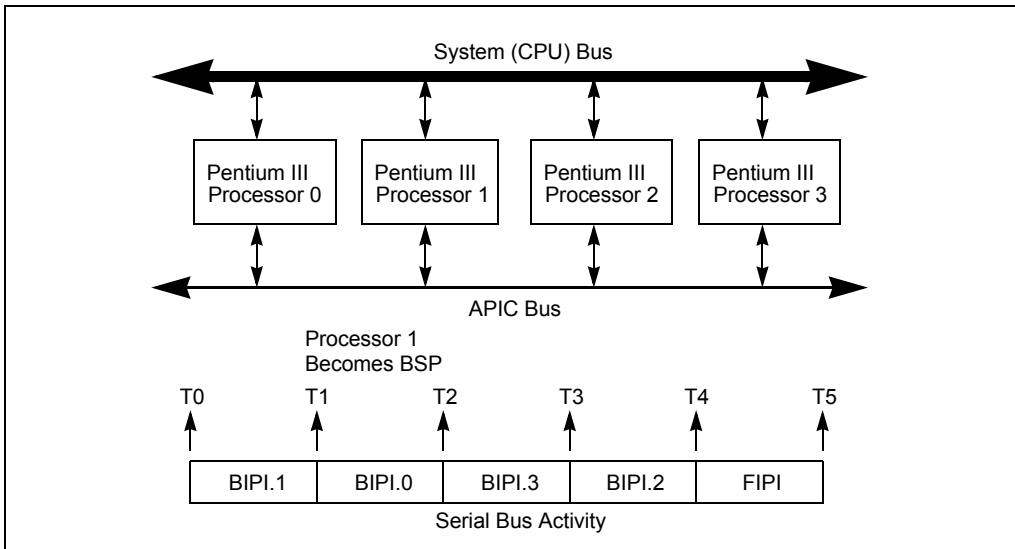 System (CPU) Bus
Pentium III
Processor 0
Pentium III
Processor 1
Pentium III
Processor 2
Pentium III
Processor 3
APIC Bus
Processor 1
Becomes BSP
T0 T1 T2 T3 T4 T5
BIPI.1 BIPI.0 BIPI.3 BIPI.2 FIPI
Serial Bus Activity